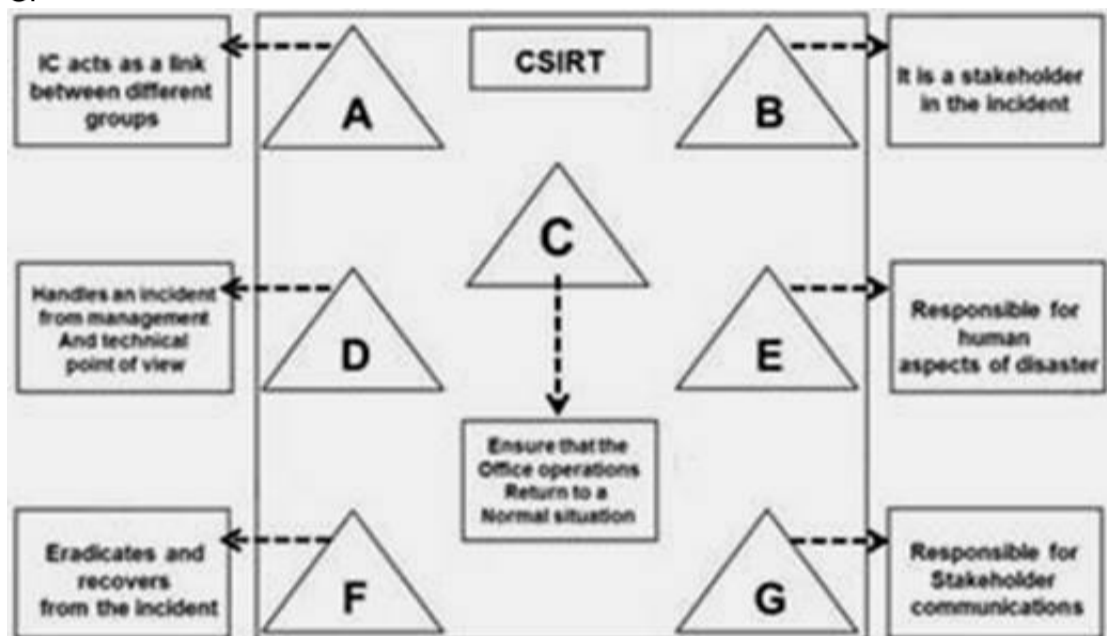 IC acts as a link
between different
groups
A
CSIRT
B
It is a stakeholder
in the incident
C
Handles an incident
from management
And technical
point of view
D
E
Responsible for
human
aspects of disaster
Ensure that the
Office operations
Return to a
Normal situation
Eradicates and
recovers
from the incident
F
G
Responsible for
Stakeholder
communications